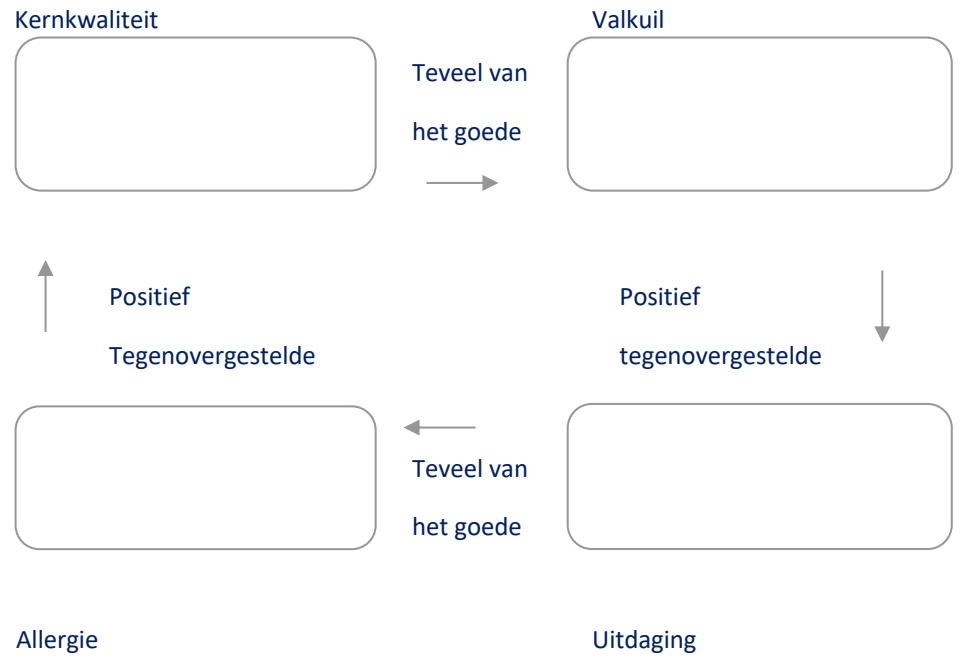 Kernkwaliteit
Valkuil
Teveel van
het goede
Positief
Tegenovergestelde
Positief
tegenovergestelde
Teveel van
het goede
Allergie
Uitdaging